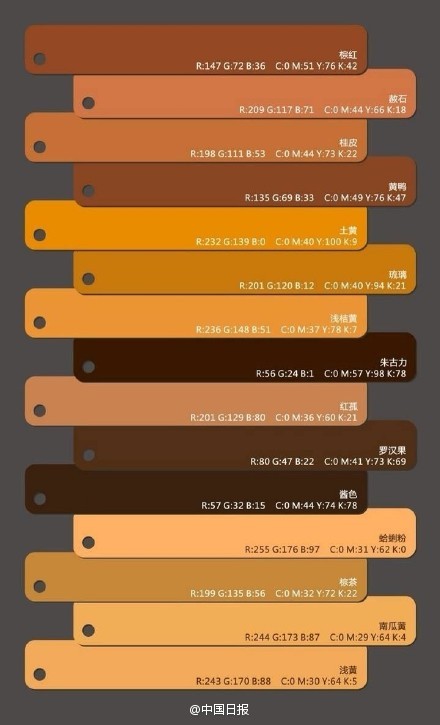 棕红
R:147 G:72 B:36 C:0 M:51 Y:76 K:42
赭石
R:209 G:117 B:71 C:0 M:44 Y:66 K:18
桂皮
R:198 G:111 B:53 C:0 M:44 Y:73 K:22
黄鸭
R:135 G:69 B:33 C:0 M:49 Y:76 K:47
土黄
R:232 G:139 B:0 C:0 M:40 Y:100 K:9
琉璃
R:201 G:120 B:12 C:0 M:40 Y:94 K:21
浅桔黄
R:236 G:148 B:51 C:0 M:37 Y:78 K:7
朱古力
R:56 G:24 B:1 C:0 M:57 Y:98 K:78
红孤
R:201 G:129 B:80 C:0 M:36 Y:60 K:21
罗汉果
R:80 G:47 B:22 C:0 M:41 Y:73 K:69
酱色
R:57 G:32 B:15 C:0 M:44 Y:74 K:78
蛤蜊粉
R:255 G:176 B:97 C:0 M:31 Y:62 K:0
棕茶
R:199 G:135 B:56 C:0 M:32 Y:72 K:22
南瓜黄
R:244 G:173 B:87 C:0 M:29 Y:64 K:4
浅黄
R:243 G:170 B:88 C:0 M:30 Y:64 K:5
@中国日报